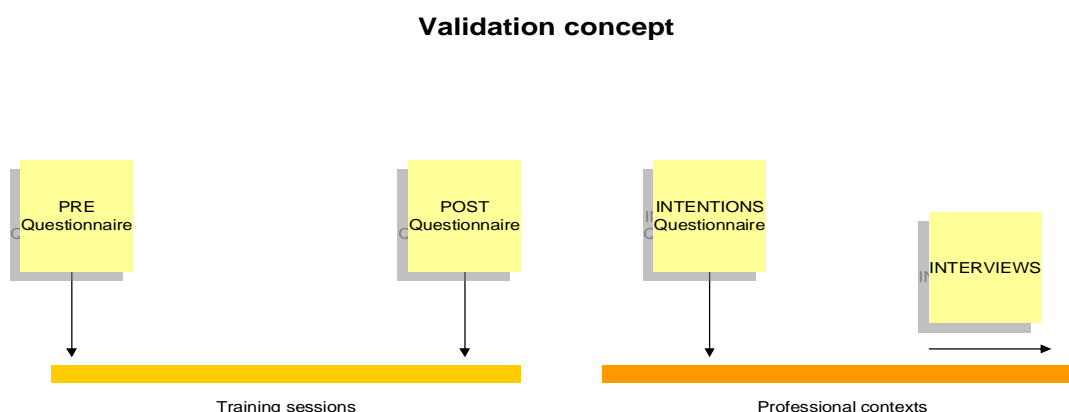 Validation concept
PRE
Questionnaire
POST
Questionnaire
INTENTIONS
Questionnaire
INTERVIEWS
Training sessions
Professional contexts